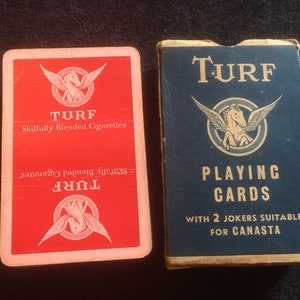 TURF
Skilfully Blended Cigarettes
TURF
Skilfully Blended Cigarettes
TURF
PLAYING
CARDS
WITH 2 JOKERS SUITABLE
FOR CANASTA